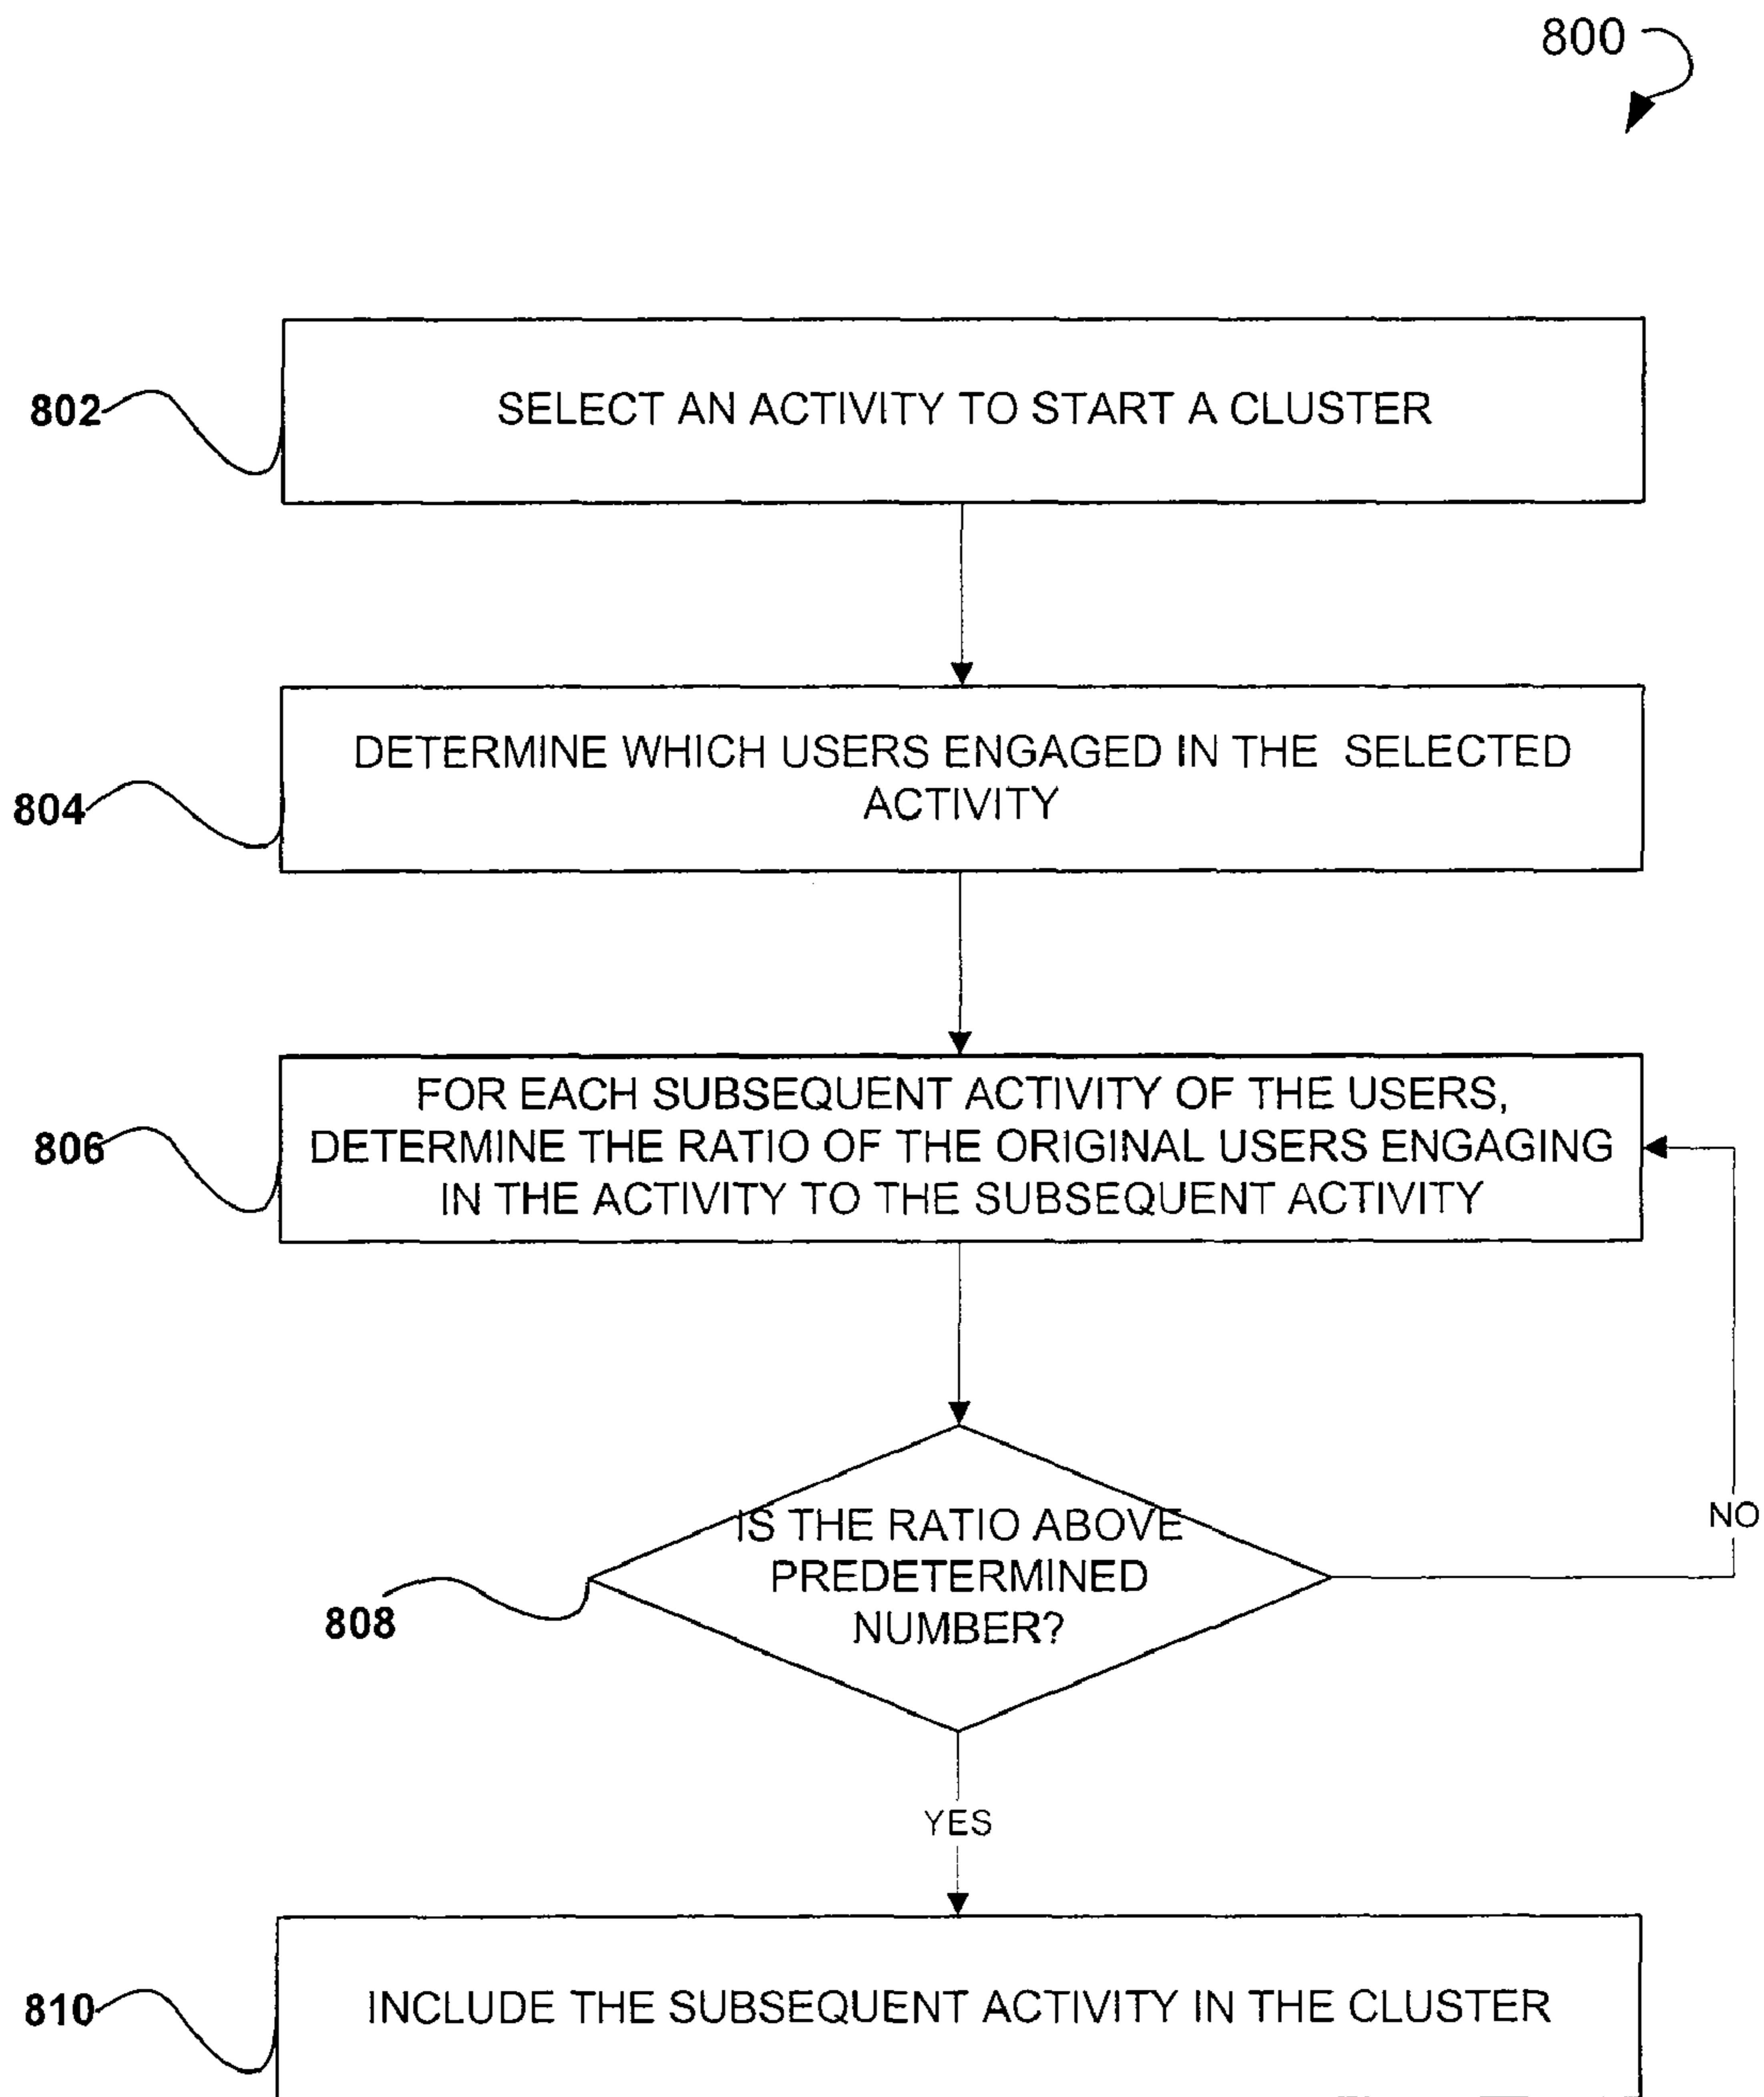 800
802
SELECT AN ACTIVITY TO START A CLUSTER
804
DETERMINE WHICH USERS ENGAGED IN THE SELECTED
ACTIVITY
806
FOR EACH SUBSEQUENT ACTIVITY OF THE USERS,
DETERMINE THE RATIO OF THE ORIGINAL USERS ENGAGING
IN THE ACTIVITY TO THE SUBSEQUENT ACTIVITY
808
IS THE RATIO ABOVE
PREDETERMINED
NUMBER?
NO
YES
810
INCLUDE THE SUBSEQUENT ACTIVITY IN THE CLUSTER